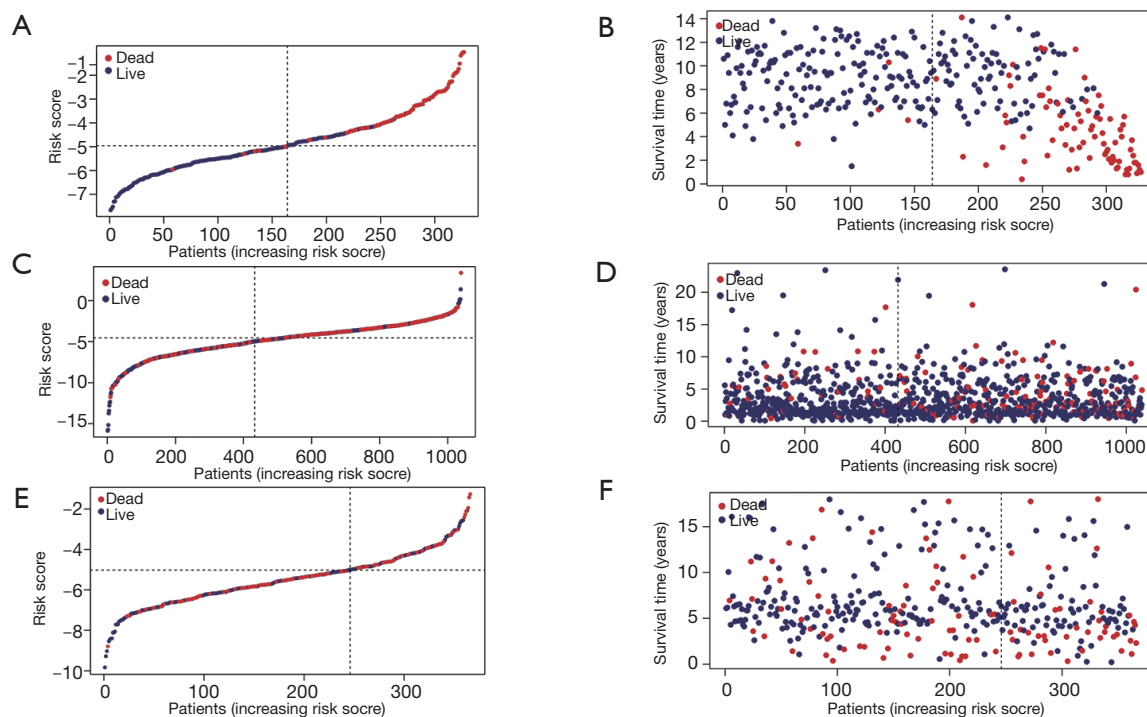 A
Dead
Live
Risk score
−1
−2
−3
−4
−5
−6
−7
0 50 100 150 200 250 300
Patients (increasing risk socre)
B
Dead
Live
Survival time (years)
14
12
10
8
6
4
2
0
0 50 100 150 200 250 300
Patients (increasing risk socre)
C
Dead
Live
Risk score
0
−5
−10
−15
0 200 400 600 800 1000
Patients (increasing risk socre)
D
Dead
Live
Survival time (years)
20
15
10
5
0
0 200 400 600 800 1000
Patients (increasing risk socre)
E
Dead
Live
Risk score
−2
−4
−6
−8
−10
0 100 200 300
Patients (increasing risk socre)
F
Dead
Live
Survival time (years)
15
10
5
0
0 100 200 300
Patients (increasing risk socre)